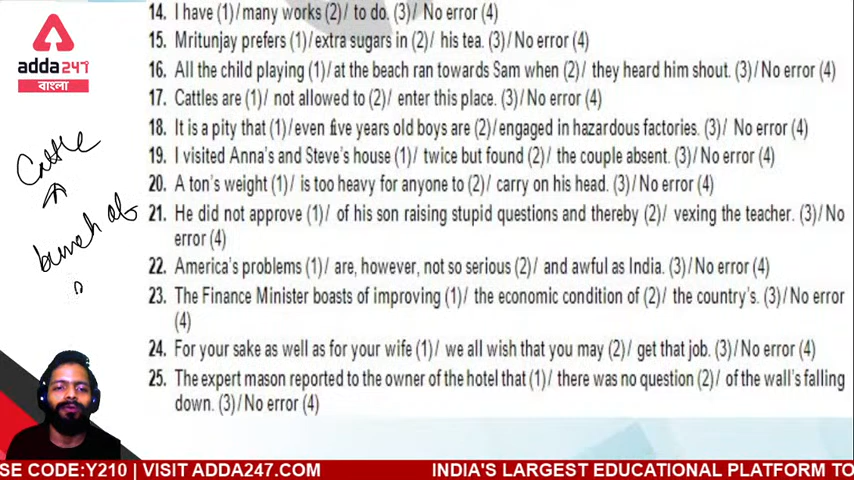 14. I have (1)/many works (2)/ to do. (3)/ No error (4)
15. Mritunjay prefers (1)/extra sugars in (2)/ his tea. (3)/No error (4)
16. All the child playing (1)/at the beach ran towards Sam when (2)/ they heard him shout. (3)/ No error (4)
17. Cattles are (1)/ not allowed to (2)/ enter this place. (3)/ No error (4)
18. It is a pity that (1)/even five years old boys are (2)/engaged in hazardous factories. (3)/ No error (4)
19. I visited Anna's and Steve's house (1)/ twice but found (2)/ the couple absent. (3)/ No error (4)
20. A ton's weight (1)/ is too heavy for anyone to (2)/ carry on his head. (3)/ No error (4)
21. He did not approve (1)/ of his son raising stupid questions and thereby (2)/ vexing the teacher. (3)/ No
error (4)
22. America's problems (1)/ are, however, not so serious (2)/ and awful as India. (3)/ No error (4)
23. The Finance Minister boasts of improving (1)/ the economic condition of (2)/ the country's. (3)/ No error
(4)
24. For your sake as well as for your wife (1)/ we all wish that you may (2)/ get that job. (3)/ No error (4)
25. The expert mason reported to the owner of the hotel that (1)/ there was no question (2)/ of the wall's falling
down. (3)/ No error (4)
adda247
বাংলা
Cattle
bunch of
SE CODE:Y210 | VISIT ADDA247.COM INDIA'S LARGEST EDUCATIONAL PLATFORM TO